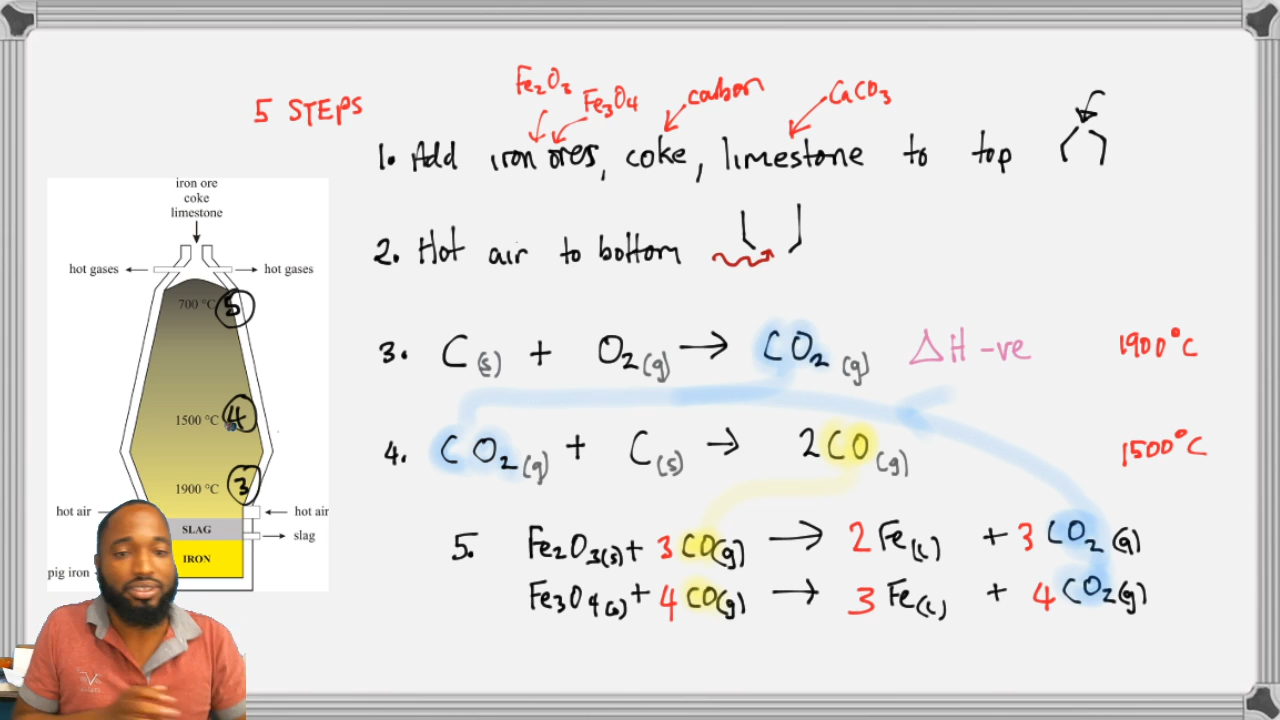 5 STEPS
Fe2O3
Fe3O4
carbon
CaCO3
1. Add iron ores, coke, limestone to top
2. Hot air to bottom
3. C(s) + O2(g) → CO2(g) ΔH -ve 1900°C
4. CO2(g) + C(s) → 2CO(g) 1500°C
5. Fe2O3(s) + 3CO(g) → 2Fe(l) + 3CO2(g)
Fe3O4(s) + 4CO(g) → 3Fe(l) + 4CO2(g)
iron ore
coke
limestone
hot gases
hot gases
700 °C 5
1500 °C 4
1900 °C 3
hot air
hot air
SLAG
slag
IRON
pig iron